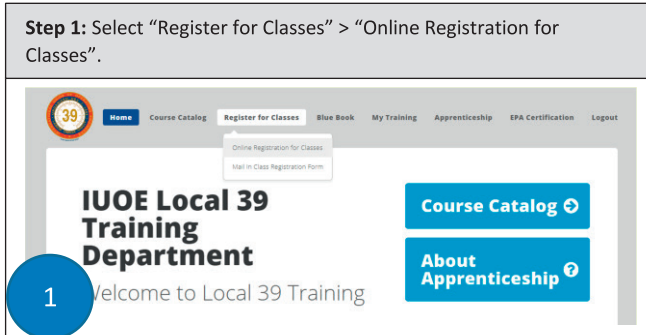 Step 1: Select “Register for Classes” > “Online Registration for
Classes”.
39 Home Course Catalog Register for Classes Blue Book My Training Apprenticeship EPA Certification Logout
Online Registration for Classes
Mail in Class Registration Form
IUOE Local 39
Training
Department
Welcome to Local 39 Training
Course Catalog
About
Apprenticeship
1